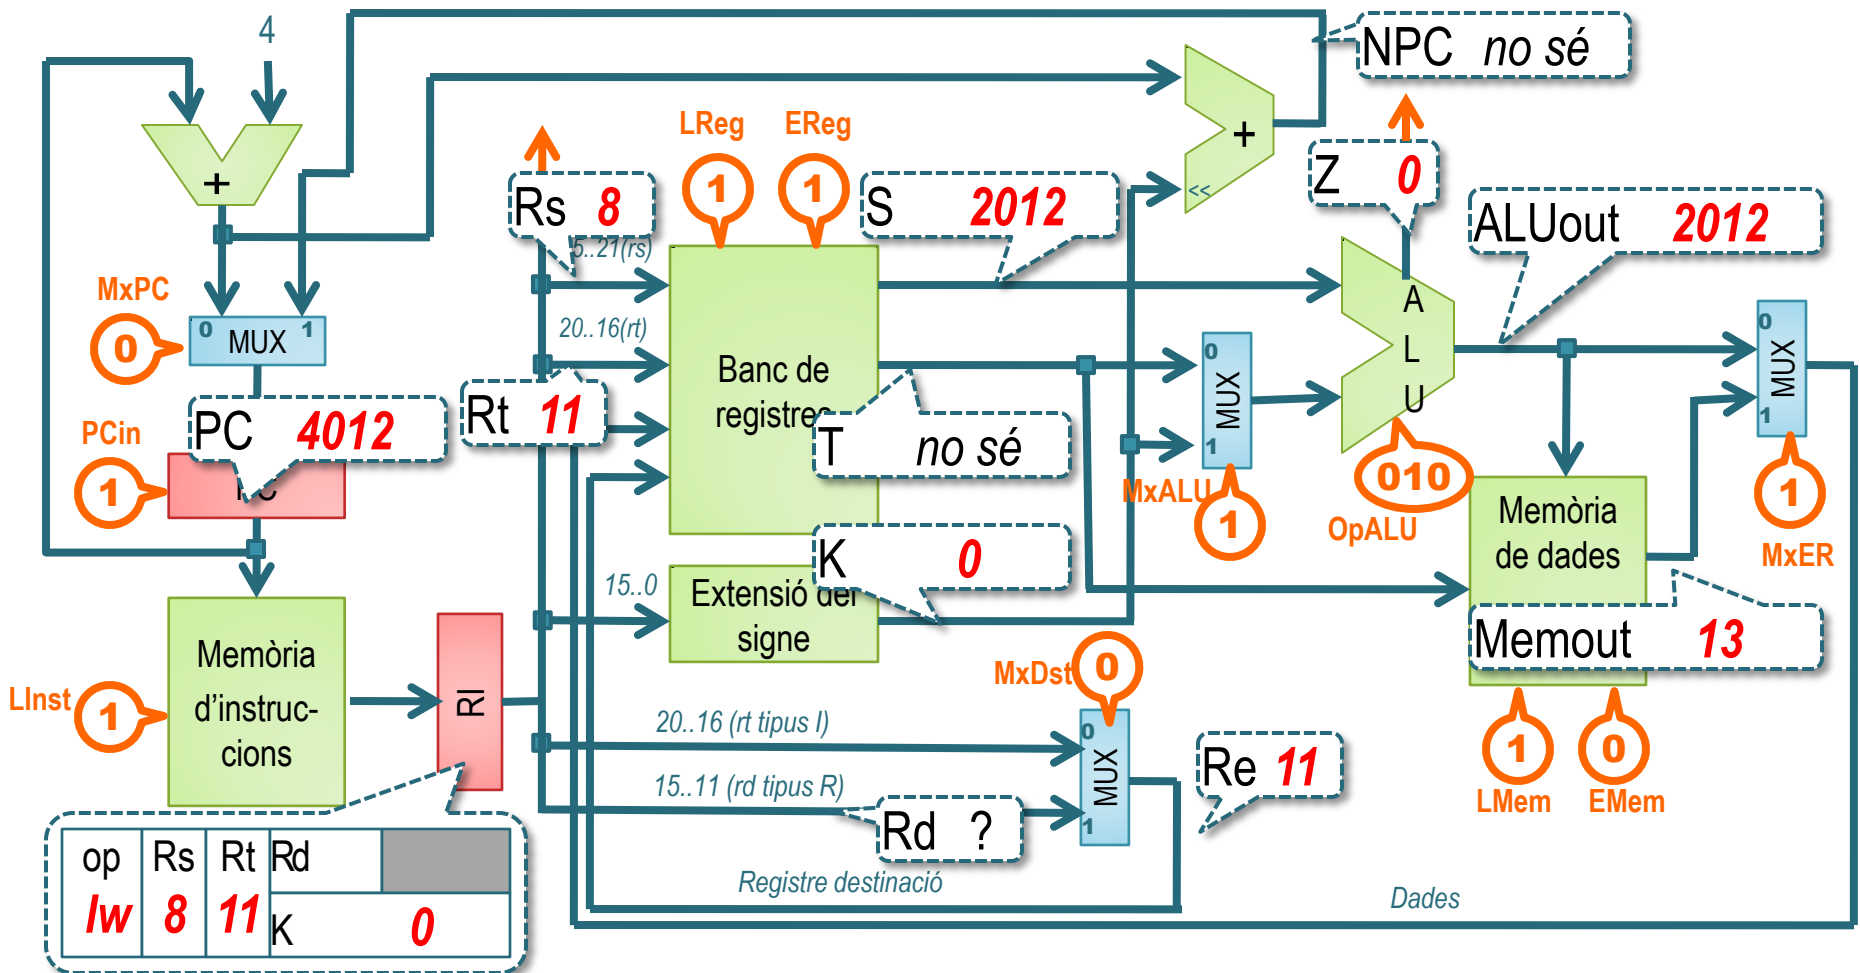 4
NPC no sé
LReg
EReg
+
+
<<
1
1
Rs 8
S 2012
Z 0
ALUout 2012
5..21(rs)
MxPC
0
0 MUX 1
20..16(rt)
Banc de
registres
0
MUX
1
A
L
U
0
MUX
1
PC 4012
PCin
1
Rt 11
T no sé
MxALU
1
010
OpALU
1
MxER
Memòria
de dades
K 0
15..0
Extensió del
signe
Memout 13
MxDst
0
LInst
1
Memòria
d'instruc-
cions
RI
20..16 (rt tipus I)
0
MUX
1
15..11 (rd tipus R)
Re 11
1
0
LMem
EMem
Rd ?
op Rs Rt Rd
lw 8 11
K 0
Registre destinació
Dades